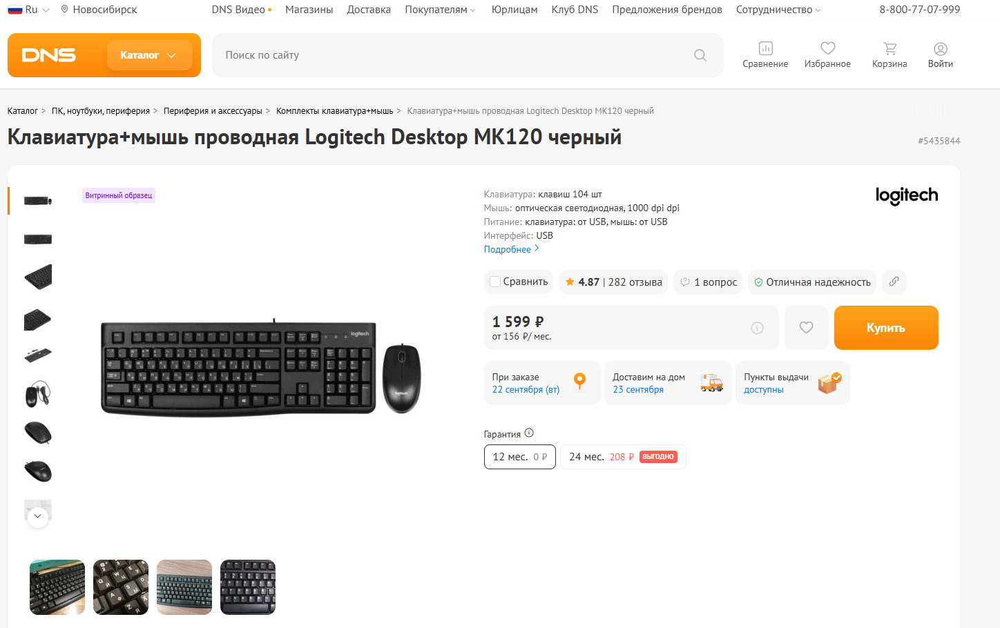 Ru
Новосибирск
DNS Видео
Магазины
Доставка
Покупателям
Юрлицам
Клуб DNS
Предложения брендов
Сотрудничество
8-800-77-07-999
DNS
Каталог
Поиск по сайту
Сравнение
Избранное
Корзина
Войти
Каталог > ПК, ноутбуки, периферия > Периферия и аксессуары > Комплекты клавиатура+мышь > Клавиатура+мышь проводная Logitech Desktop MK120 черный
Клавиатура+мышь проводная Logitech Desktop MK120 черный
#5435844
Витринный образец
logitech
Logitech
Клавиатура: клавиш 104 шт
Мышь: оптическая светодиодная, 1000 dpi dpi
Питание: клавиатура: от USB, мышь: от USB
Интерфейс: USB
Подробнее
logitech
Сравнить
4.87 | 282 отзыва
1 вопрос
Отличная надежность
1 599 ₽
от 156 ₽/ мес.
Купить
При заказе
22 сентября (вт)
Доставим на дом
23 сентября
Пункты выдачи
доступны
Гарантия
12 мес. 0 ₽
24 мес. 208 ₽ ВЫГОДНО